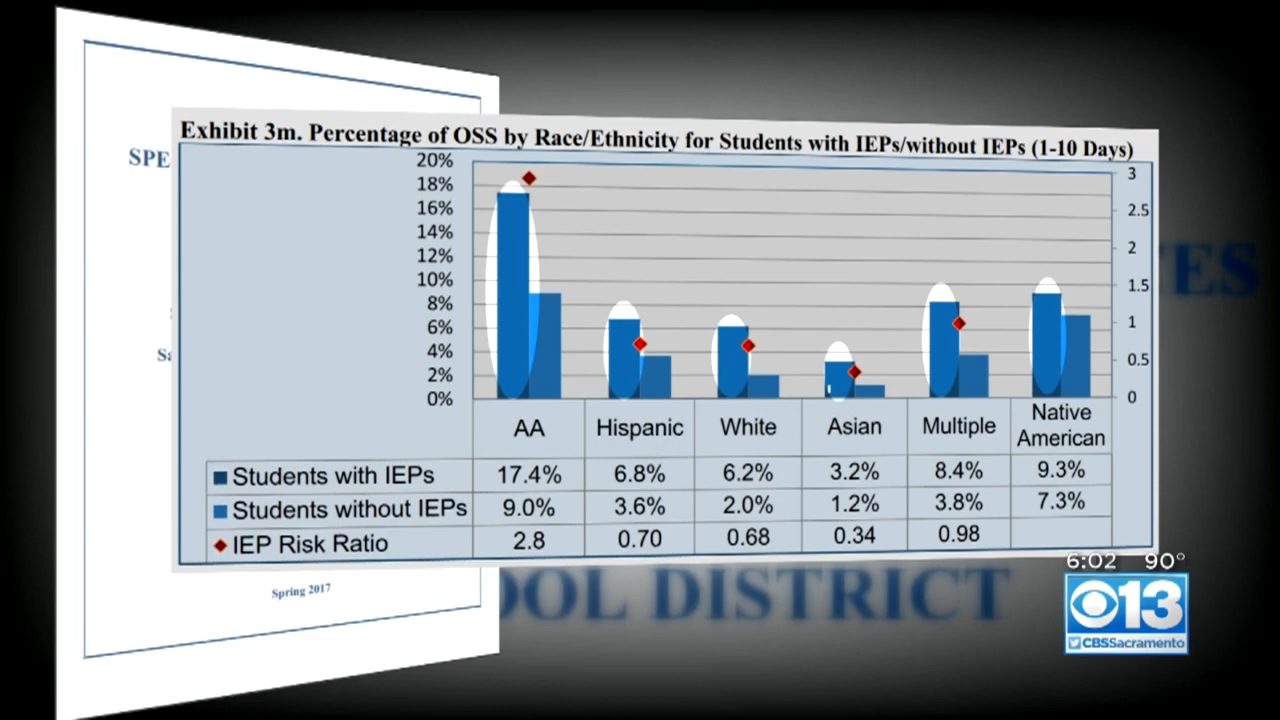 SPE
Exhibit 3m. Percentage of OSS by Race/Ethnicity for Students with IEPs/without IEPs (1-10 Days)
20%
18%
16%
14%
12%
10%
8%
6%
4%
2%
0%
3
2.5
2
1.5
1
0.5
0
AA Hispanic White Asian Multiple Native American
Students with IEPs 17.4% 6.8% 6.2% 3.2% 8.4% 9.3%
Students without IEPs 9.0% 3.6% 2.0% 1.2% 3.8% 7.3%
IEP Risk Ratio 2.8 0.70 0.68 0.34 0.98
Sa
TES
Spring 2017
OOL DISTRICT
6:02 90°
13
CBSSacramento